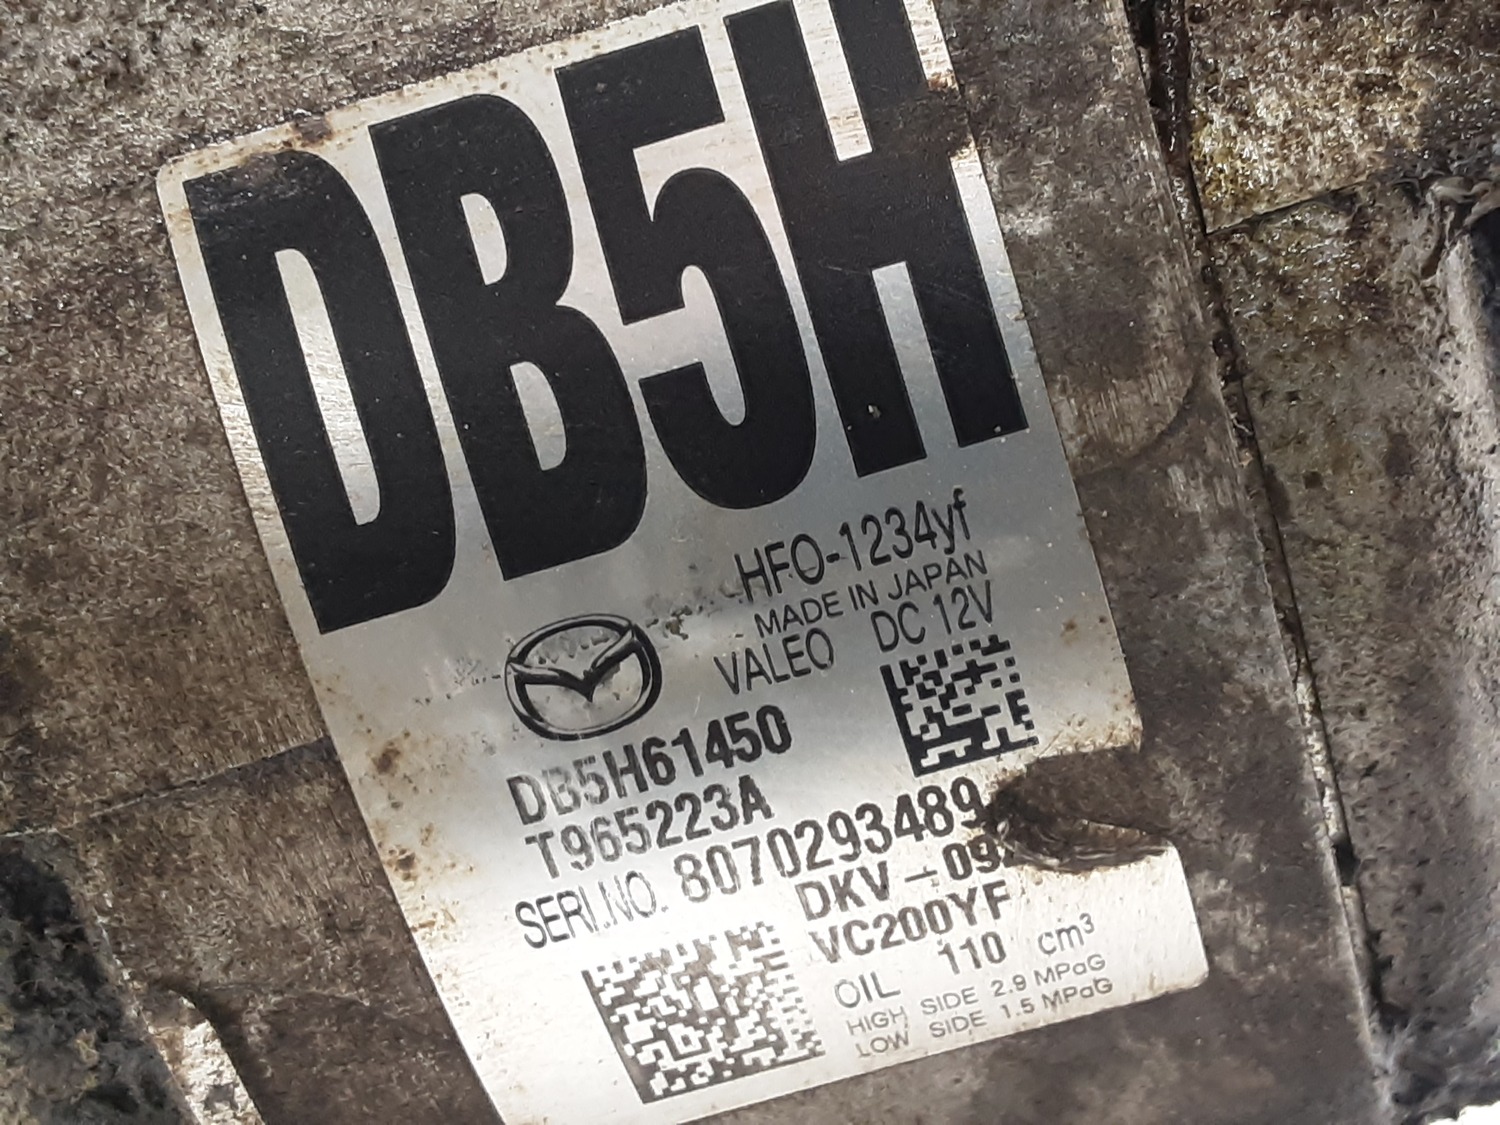 DB5H
HFO-1234yf
MADE IN JAPAN
VALEO DC 12V
DB5H61450
T965223A
SERI.NO. 8070293489
DKV-09
VC200YF
OIL 110 cm³
HIGH SIDE 2.9 MPaG
LOW SIDE 1.5 MPaG